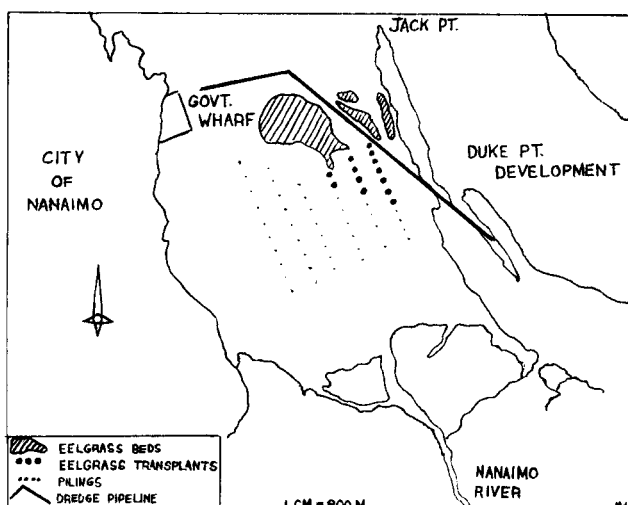 JACK PT.
GOVT.
WHARF
CITY
OF
NANAIMO
DUKE PT.
DEVELOPMENT
EELGRASS BEDS
EELGRASS TRANSPLANTS
PILINGS
DREDGE PIPELINE
1 CM = 800 M
NANAIMO
RIVER